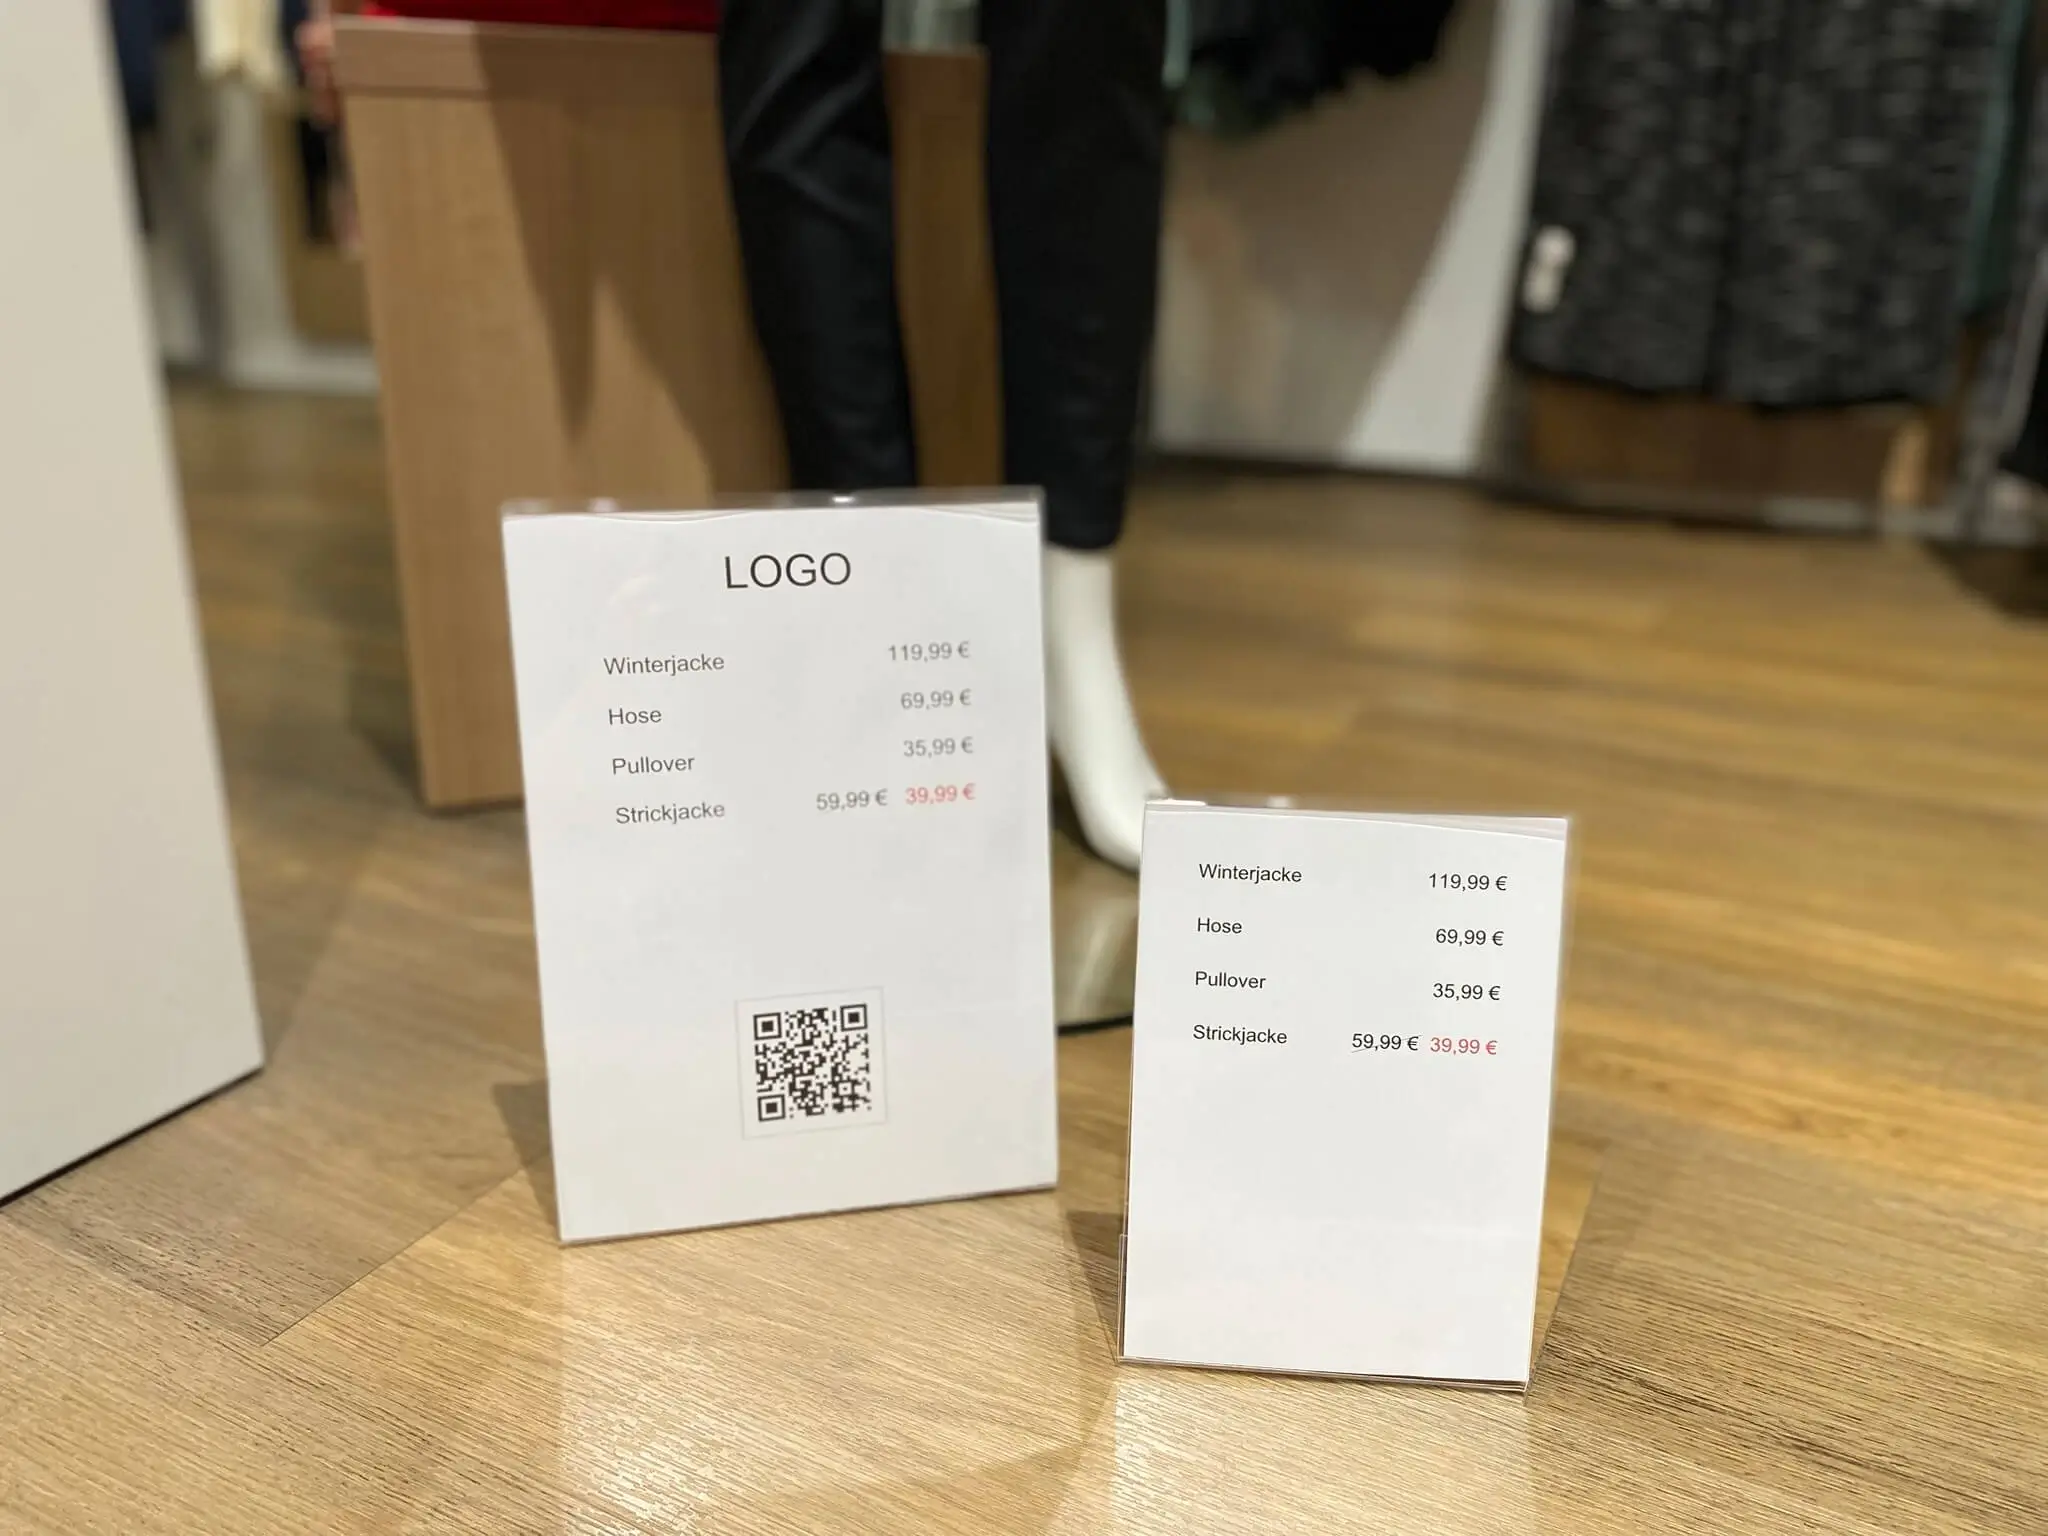 LOGO
Winterjacke 119,99 €
Hose 69,99 €
Pullover 35,99 €
Strickjacke 59,99 € 39,99 €
Winterjacke 119,99 €
Hose 69,99 €
Pullover 35,99 €
Strickjacke 59,99 € 39,99 €